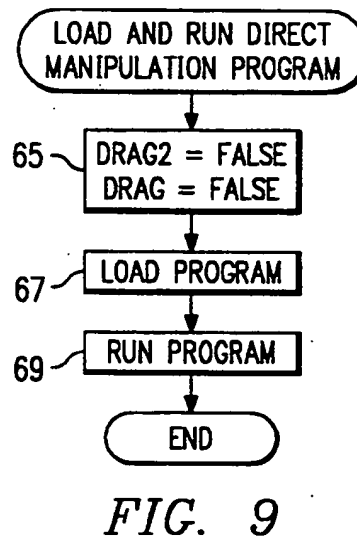 LOAD AND RUN DIRECT
MANIPULATION PROGRAM
65
DRAG2 = FALSE
DRAG = FALSE
67
LOAD PROGRAM
69
RUN PROGRAM
END
FIG. 9